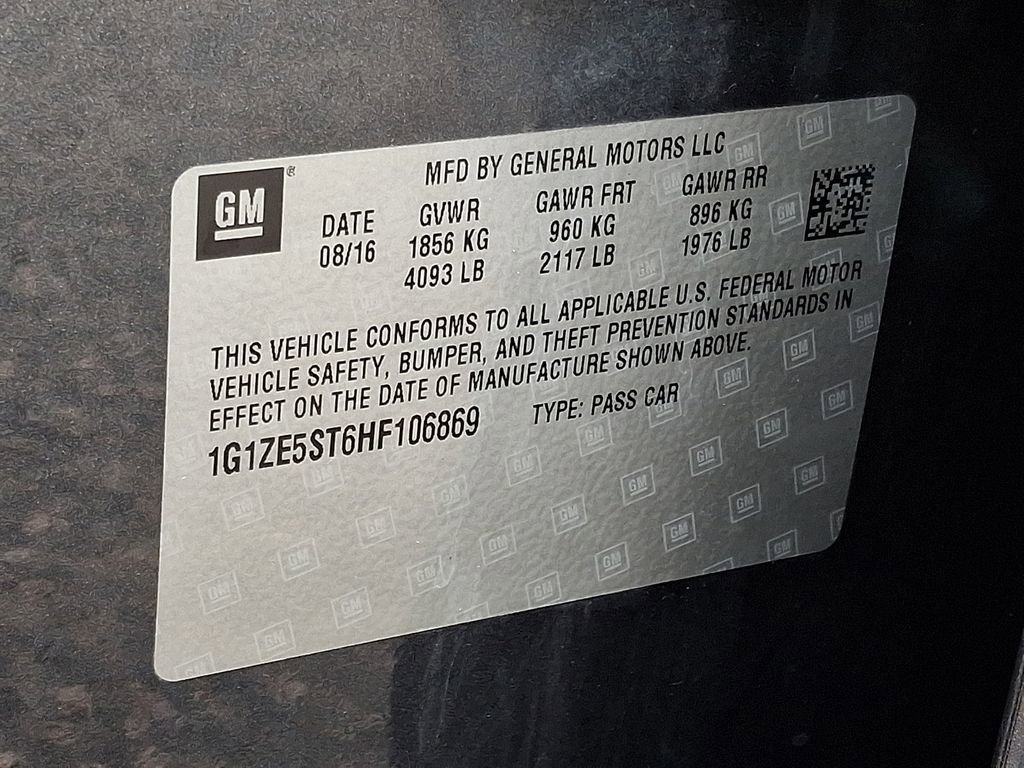 GM®
MFD BY GENERAL MOTORS LLC
DATE GVWR GAWR FRT GAWR RR
08/16 1856 KG 960 KG 896 KG
4093 LB 2117 LB 1976 LB
THIS VEHICLE CONFORMS TO ALL APPLICABLE U.S. FEDERAL MOTOR
VEHICLE SAFETY, BUMPER, AND THEFT PREVENTION STANDARDS IN
EFFECT ON THE DATE OF MANUFACTURE SHOWN ABOVE.
1G1ZE5ST6HF106869 TYPE: PASS CAR